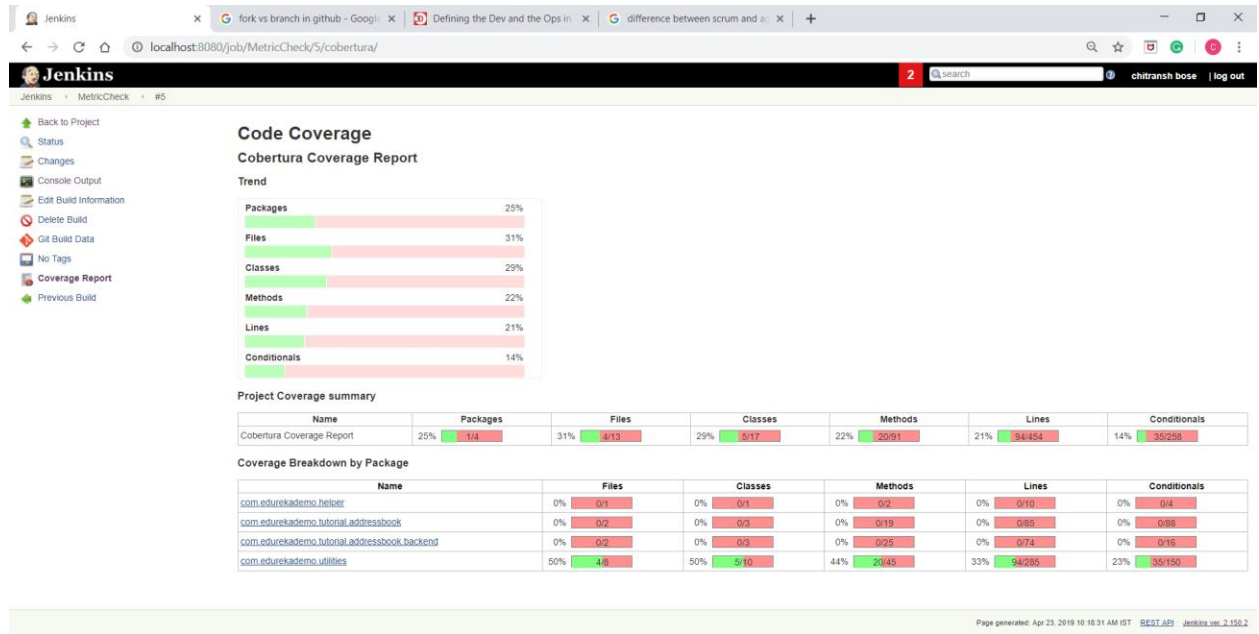 Jenkins
fork vs branch in github - Google
Defining the Dev and the Ops in
difference between scrum and ag
localhost:8080/job/MetricCheck/5/cobertura/
C
Jenkins
2
search
chitransh bose | log out
Jenkins MetricCheck #5
Back to Project
Status
Changes
Console Output
Edit Build Information
Delete Build
Git Build Data
No Tags
Coverage Report
Previous Build
Code Coverage
Cobertura Coverage Report
Trend
Packages 25%
Files 31%
Classes 29%
Methods 22%
Lines 21%
Conditionals 14%
Project Coverage summary
Name Packages Files Classes Methods Lines Conditionals
Cobertura Coverage Report 25% 1/4 31% 4/13 29% 5/17 22% 20/91 21% 94/454 14% 35/258
Coverage Breakdown by Package
Name Files Classes Methods Lines Conditionals
com.edurekademo.helper 0% 0/1 0% 0/1 0% 0/2 0% 0/10 0% 0/4
com.edurekademo.tutorial.addressbook 0% 0/2 0% 0/3 0% 0/19 0% 0/85 0% 0/88
com.edurekademo.tutorial.addressbook.backend 0% 0/2 0% 0/3 0% 0/25 0% 0/74 0% 0/16
com.edurekademo.utilities 50% 4/8 50% 5/10 44% 20/45 33% 94/285 23% 35/150
Page generated: Apr 23, 2019 10:18:31 AM IST REST API Jenkins ver. 2.150.2